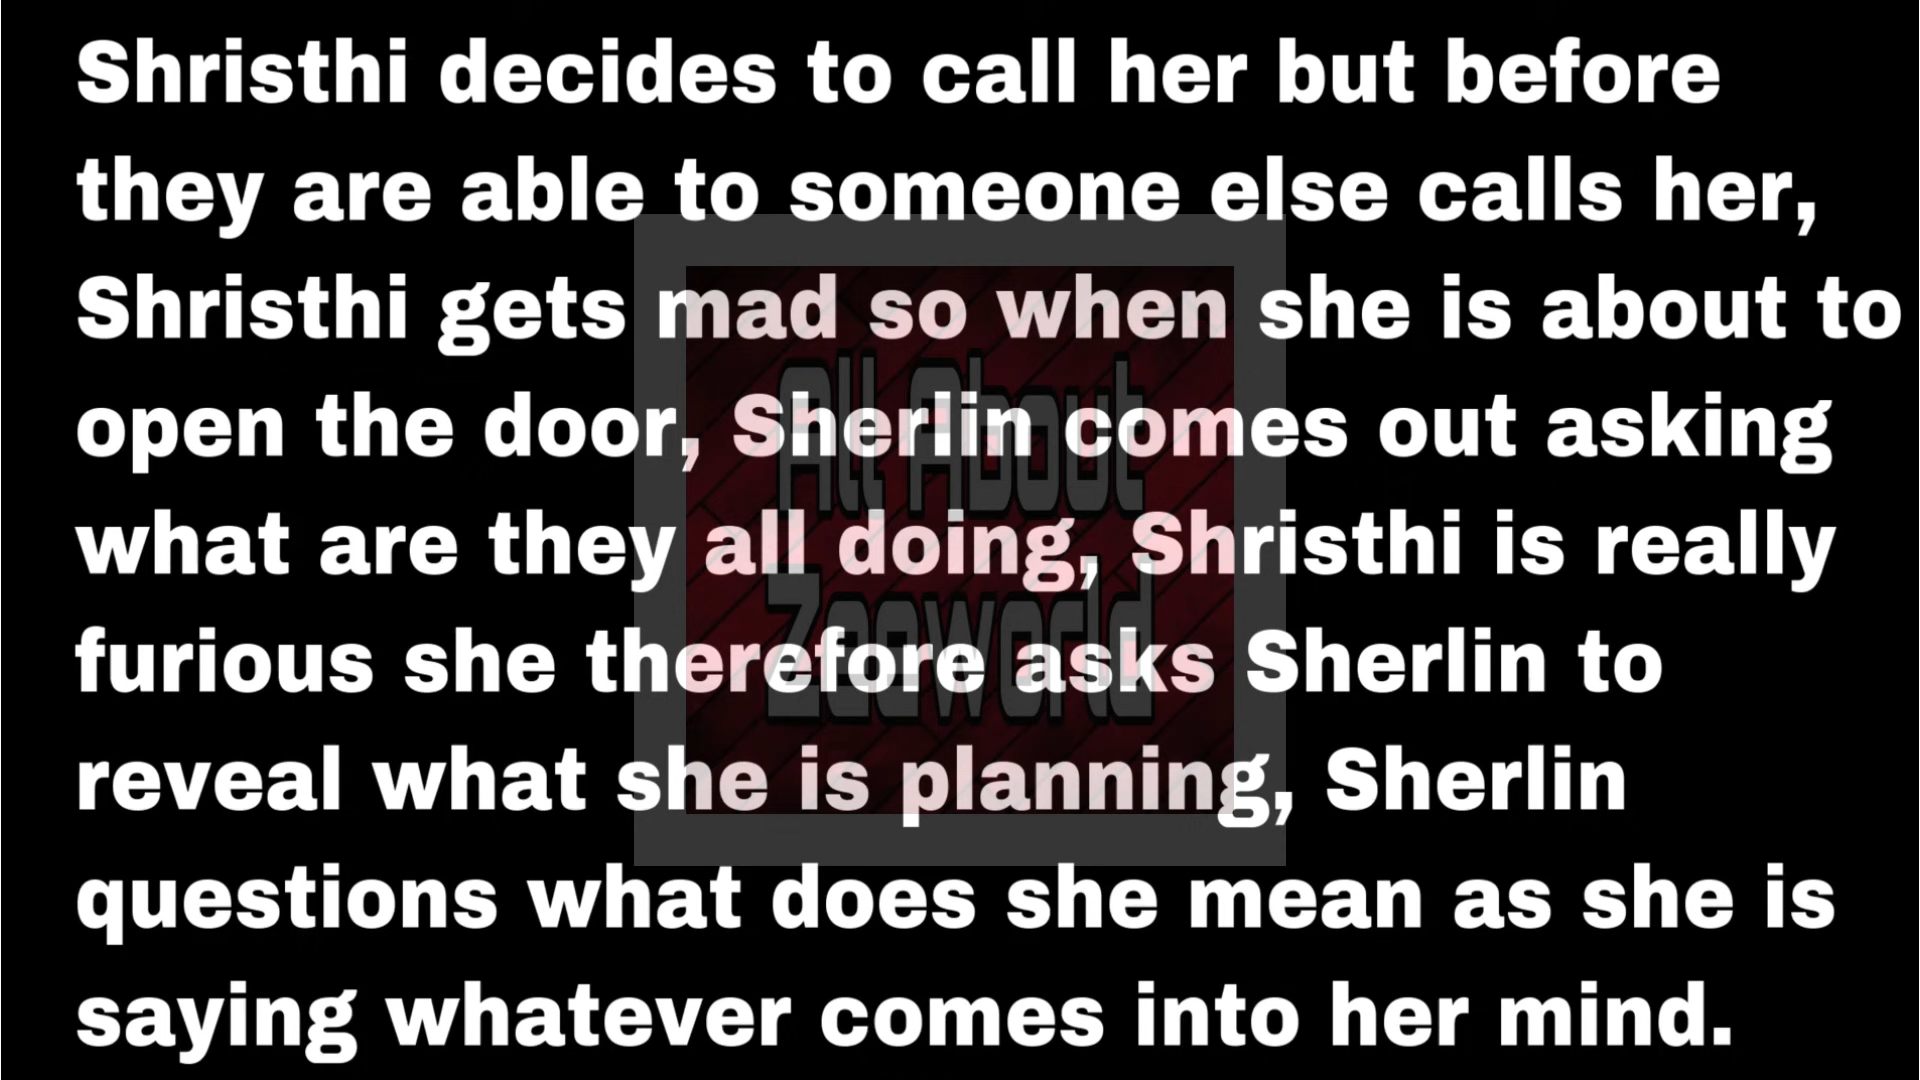 Shristhi decides to call her but before
they are able to someone else calls her,
Shristhi gets mad so when she is about to
open the door, Sherlin comes out asking
what are they all doing, Shristhi is really
furious she therefore asks Sherlin to
reveal what she is planning, Sherlin
questions what does she mean as she is
saying whatever comes into her mind.
All About
Zeeworld